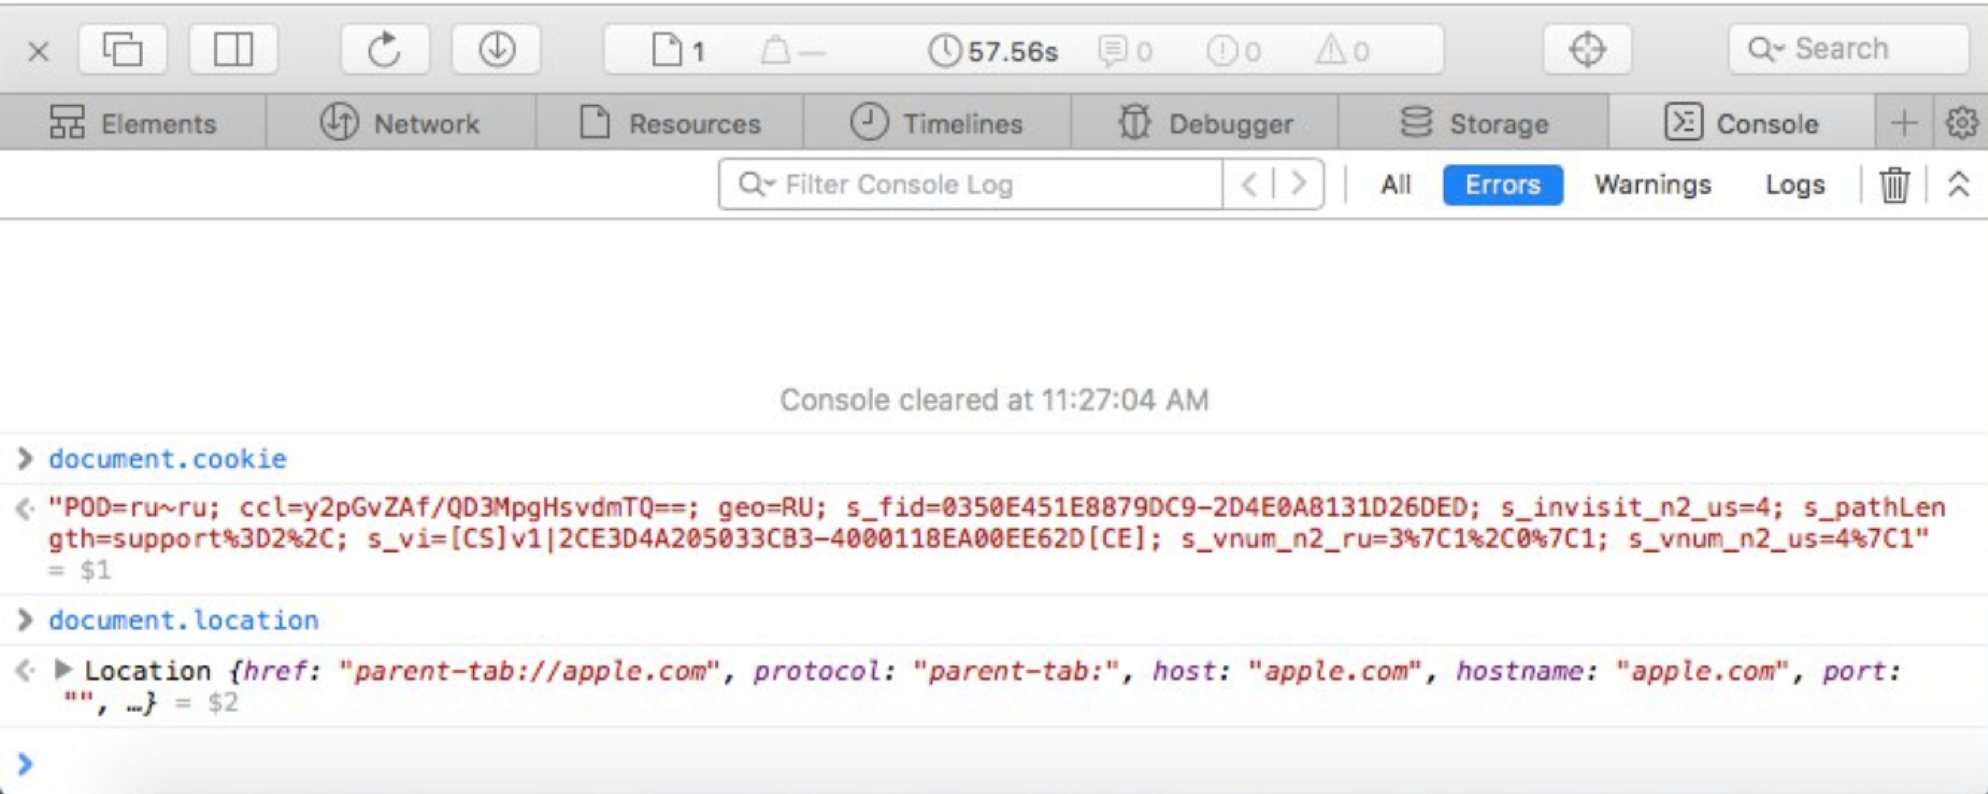 1 — 57.56s 0 0 0 Search
Elements Network Resources Timelines Debugger Storage Console
Filter Console Log All Errors Warnings Logs
Console cleared at 11:27:04 AM
document.cookie
"POD=ru~ru; ccl=y2pGvZAf/QD3MpgHsvdmTQ==; geo=RU; s_fid=0350E451E8879DC9-2D4E0A8131D26DED; s_invisit_n2_us=4; s_pathLen
gth=support%3D2%2C; s_vi=[CS]v1|2CE3D4A205033CB3-4000118EA00EE62D[CE]; s_vnum_n2_ru=3%7C1%2C0%7C1; s_vnum_n2_us=4%7C1"
= $1
document.location
Location {href: "parent-tab://apple.com", protocol: "parent-tab:", host: "apple.com", hostname: "apple.com", port:
"", …} = $2